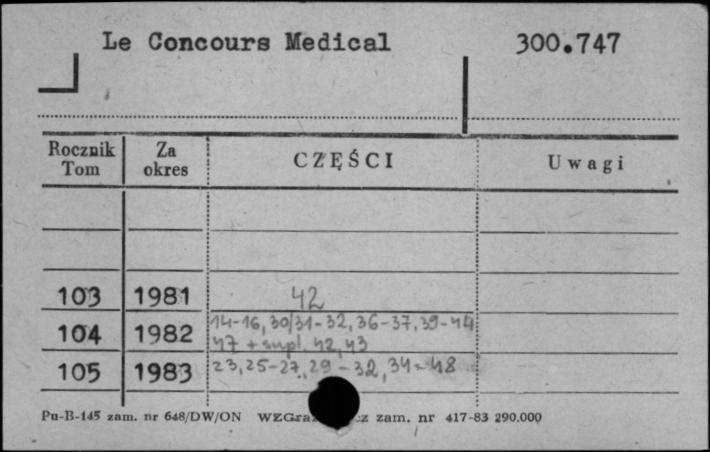 Le Concours Medical 300.747
Rocznik Tom Za okres CZĘŚCI Uwagi
103 1981 42
104 1982 14-16, 30/31-32, 36-37, 39-44
47 + supl. 42, 43
105 1983 23, 25-27, 29-32, 34-48
Pu-B-145 zam. nr 648/DW/ON zam. nr 417-83 290.000